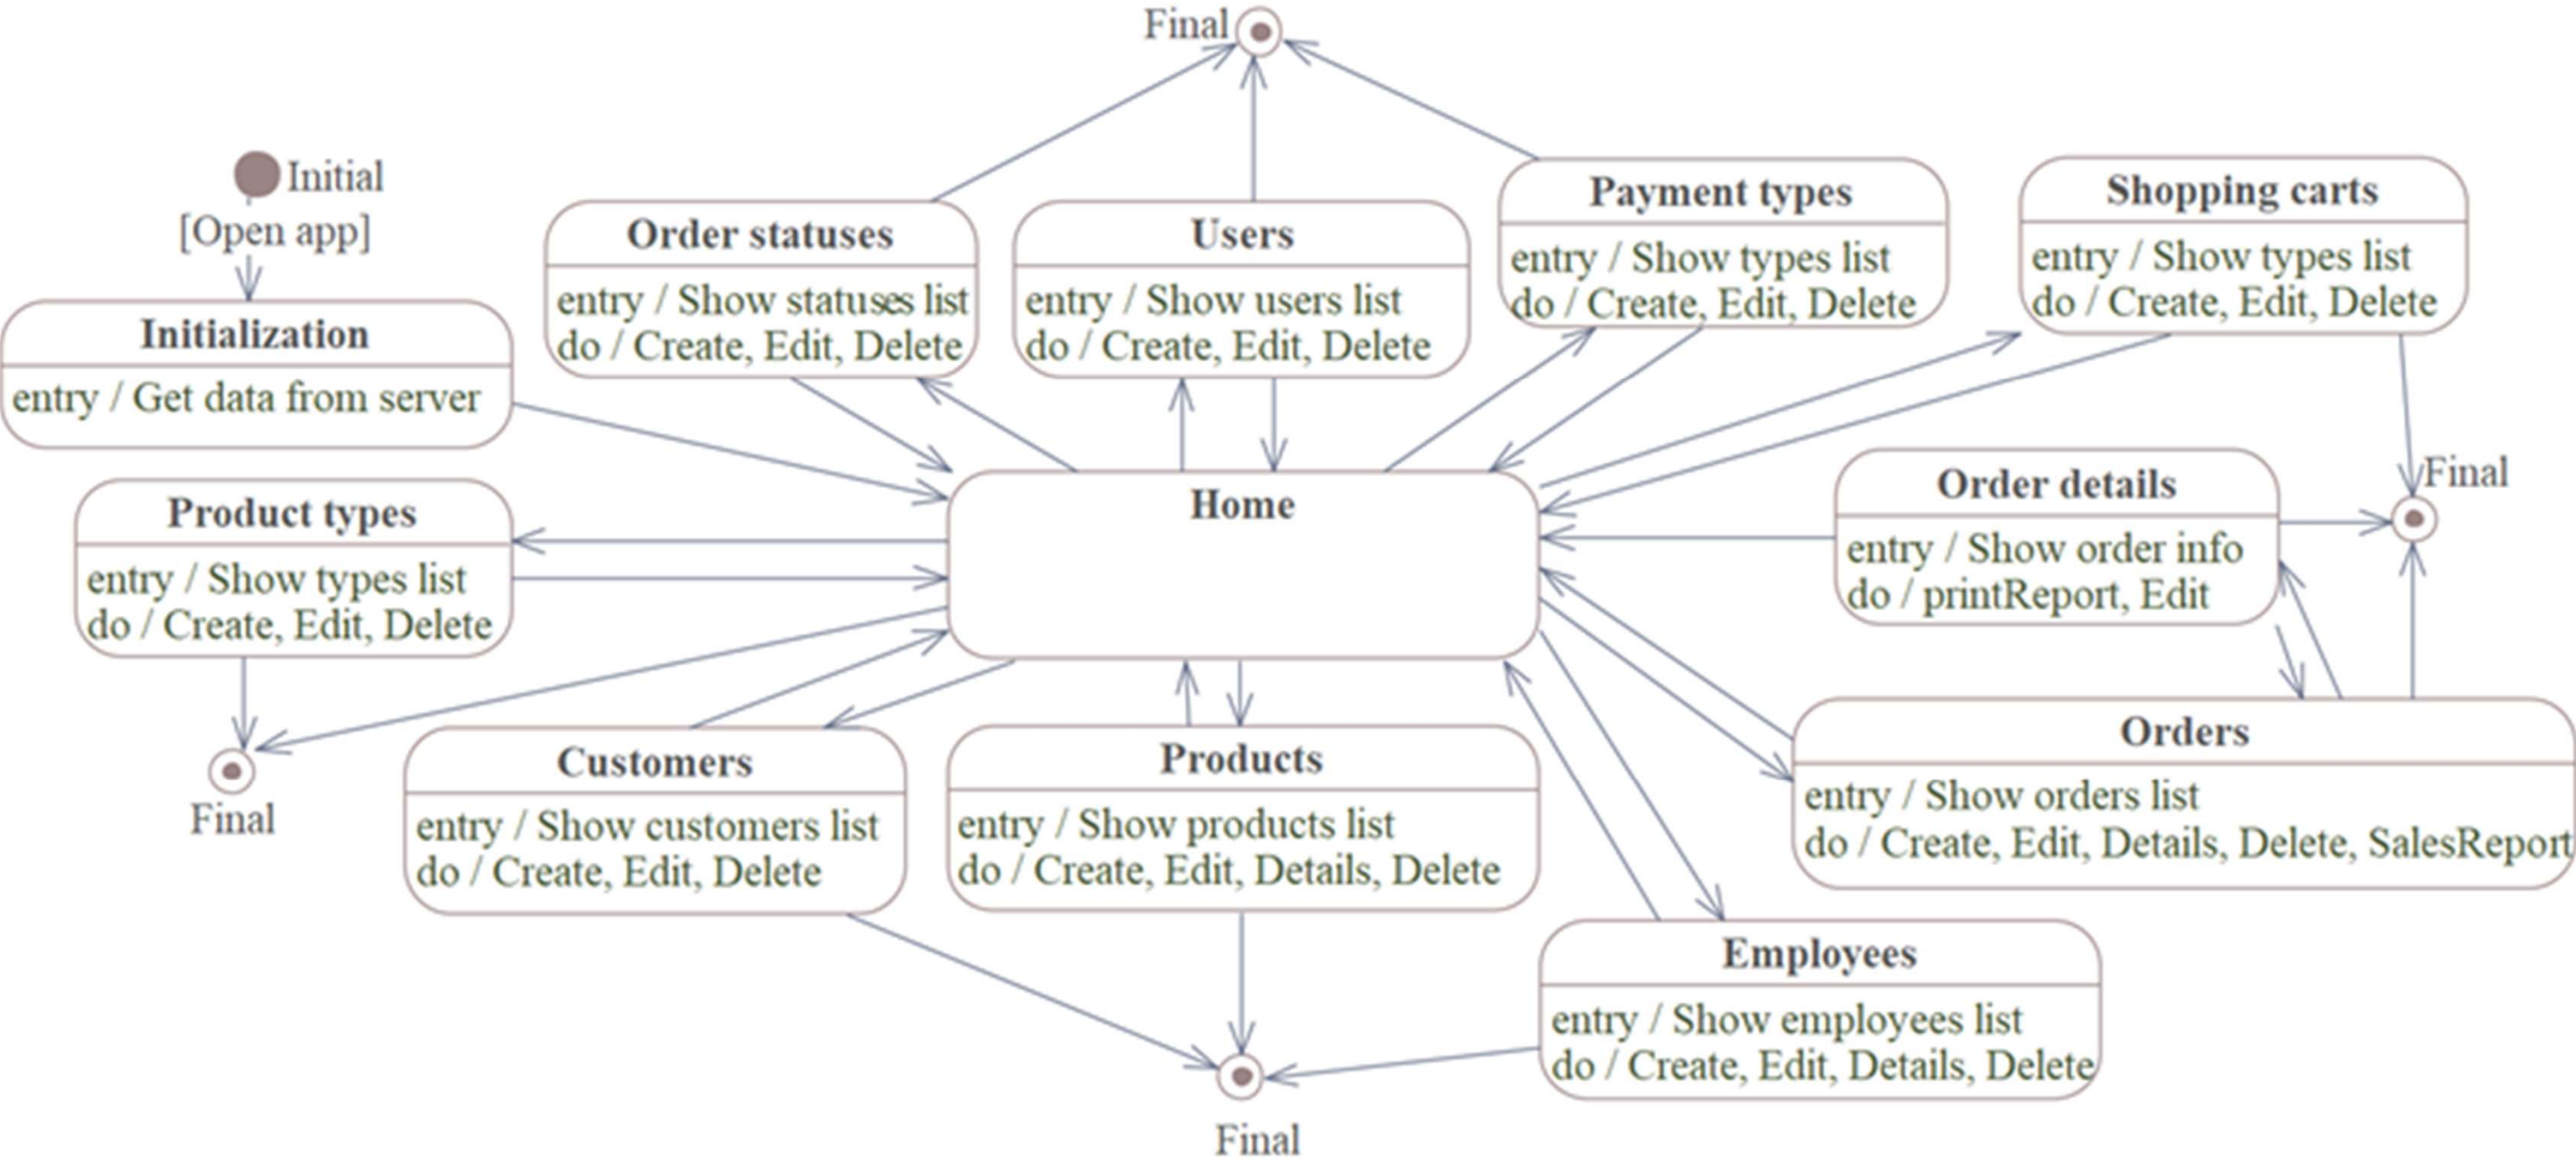 Final
Initial
[Open app]
Initialization
entry / Get data from server
Order statuses
entry / Show statuses list
do / Create, Edit, Delete
Users
entry / Show users list
do / Create, Edit, Delete
Payment types
entry / Show types list
do / Create, Edit, Delete
Shopping carts
entry / Show types list
do / Create, Edit, Delete
Product types
entry / Show types list
do / Create, Edit, Delete
Home
Order details
entry / Show order info
do / printReport, Edit
Final
Final
Customers
entry / Show customers list
do / Create, Edit, Delete
Products
entry / Show products list
do / Create, Edit, Details, Delete
Orders
entry / Show orders list
do / Create, Edit, Details, Delete, SalesReport
Employees
entry / Show employees list
do / Create, Edit, Details, Delete
Final